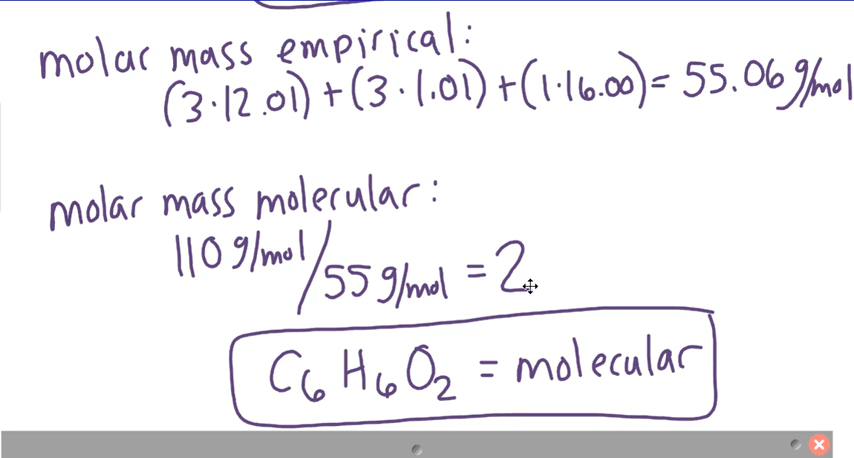 molar mass empirical:
(3·12.01) + (3·1.01) + (1·16.00) = 55.06 g/mol
molar mass molecular:
110 g/mol / 55 g/mol = 2
C₆H₆O₂ = molecular